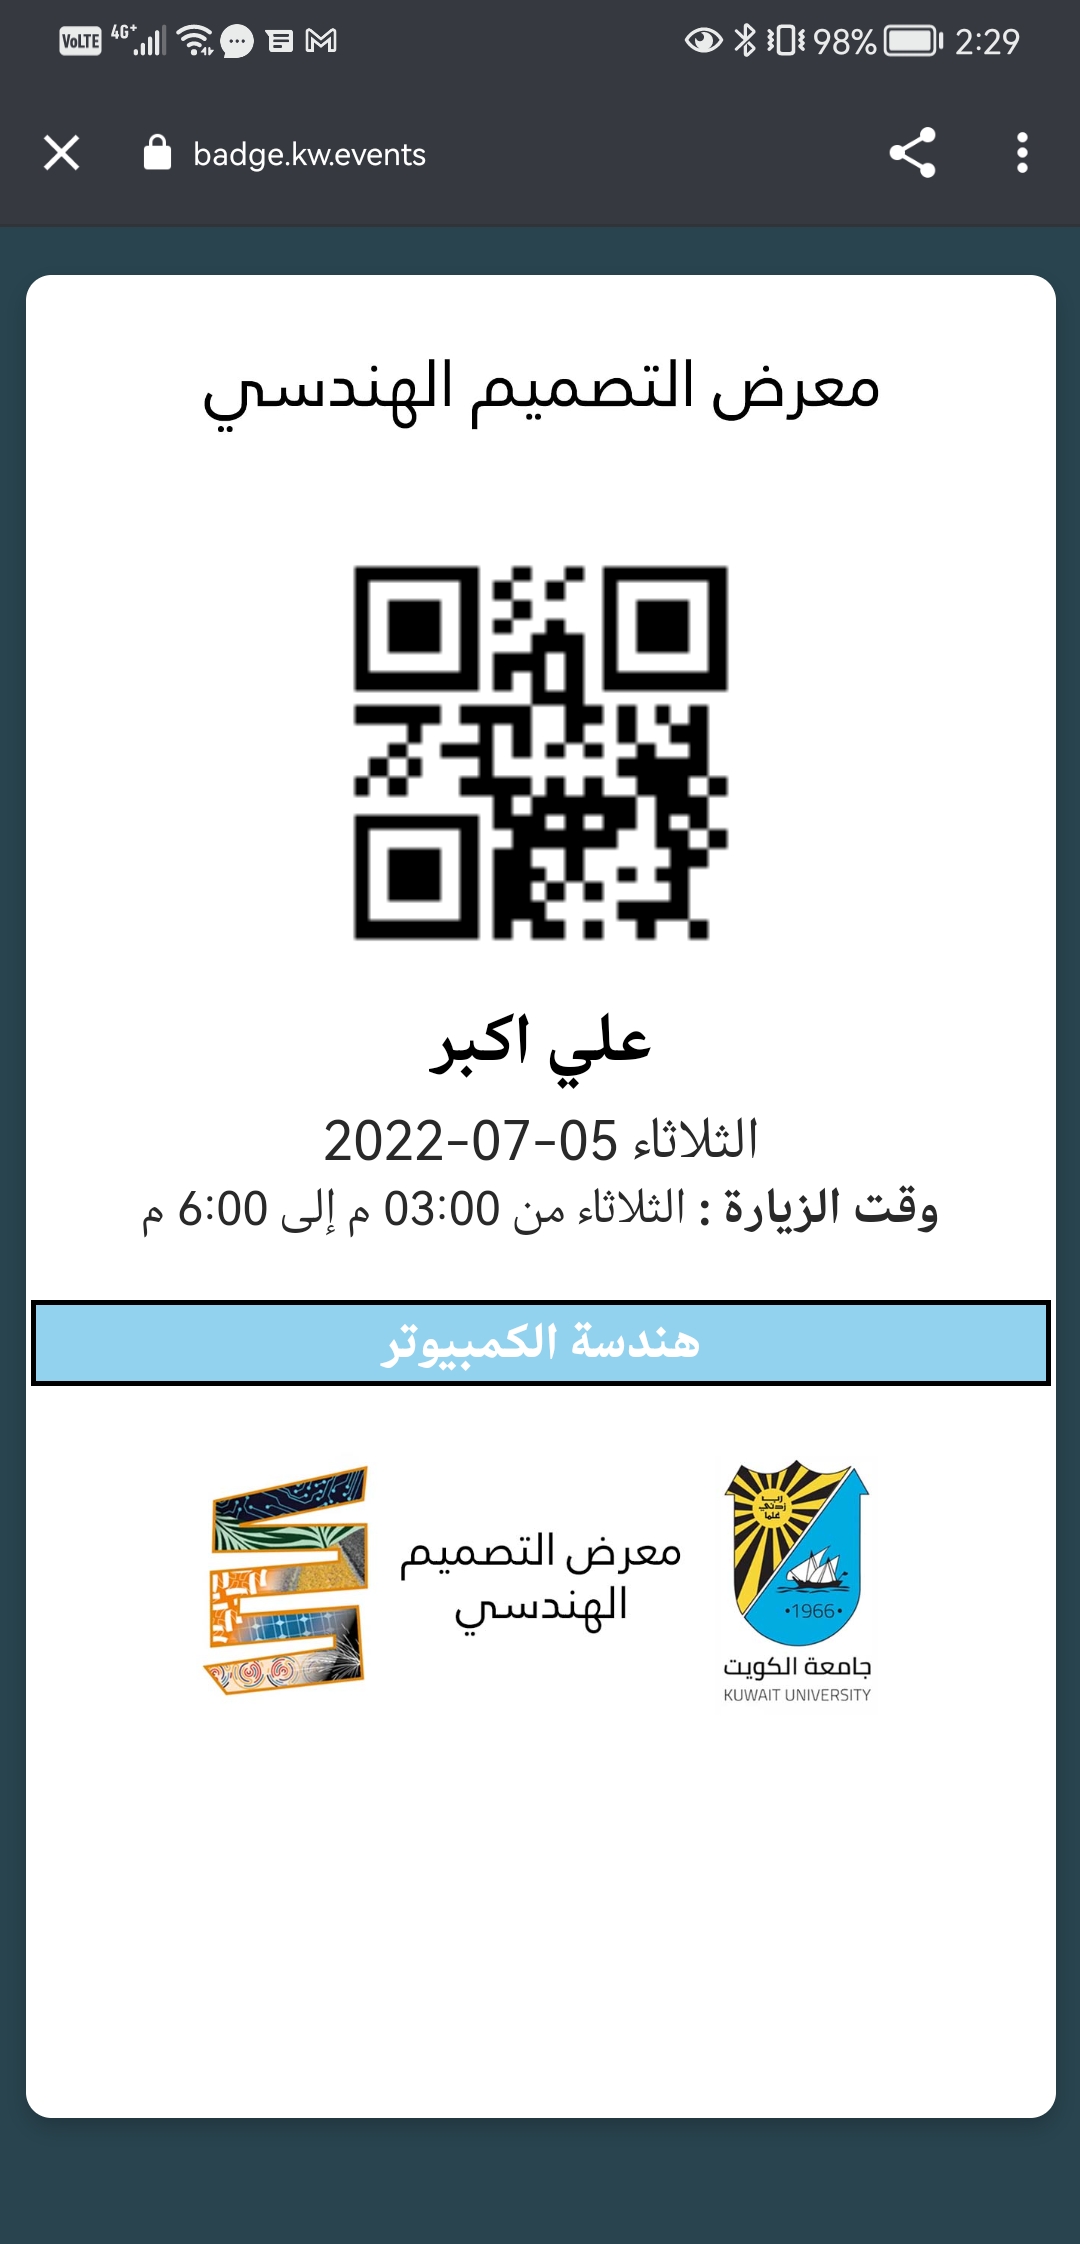 VoLTE 4G+ 98% 2:29
badge.kw.events
معرض التصميم الهندسي
علي اكبر
الثلاثاء 05-07-2022
وقت الزيارة : الثلاثاء من 03:00 م إلى 6:00 م
هندسة الكمبيوتر
معرض التصميم
الهندسي
رب
زدني
علما
•1966•
جامعة الكويت
KUWAIT UNIVERSITY